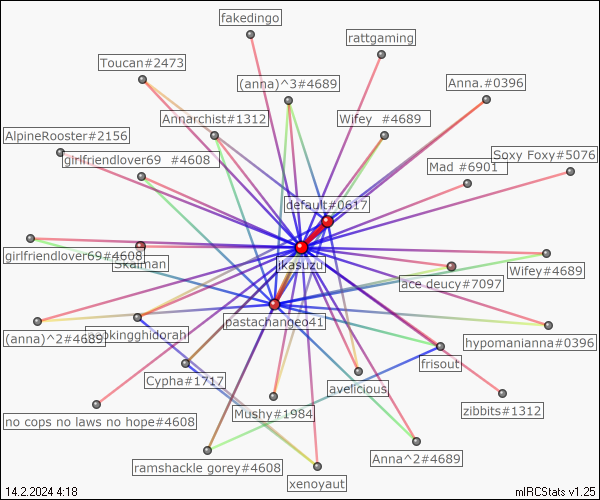 fakedingo
rattgaming
Toucan#2473
(anna)^3#4689
Anna.#0396
Annarchist#1312
Wifey #4689
AlpineRooster#2156
girlfriendlover69 #4608
Soxy Foxy#5076
Mad #6901
default#0617
girlfriendlover69#4608
Skaiman
ikasuzu
Wifey#4689
ace deucy#7097
pastachangeo41
(anna)^2#4689
hypomanianna#0396
frisout
Cypha#1717
avelicious
zibbits#1312
no cops no laws no hope#4608
Mushy#1984
Anna^2#4689
ramshackle gorey#4608
xenoyaut
14.2.2024 4:18
mIRCStats v1.25